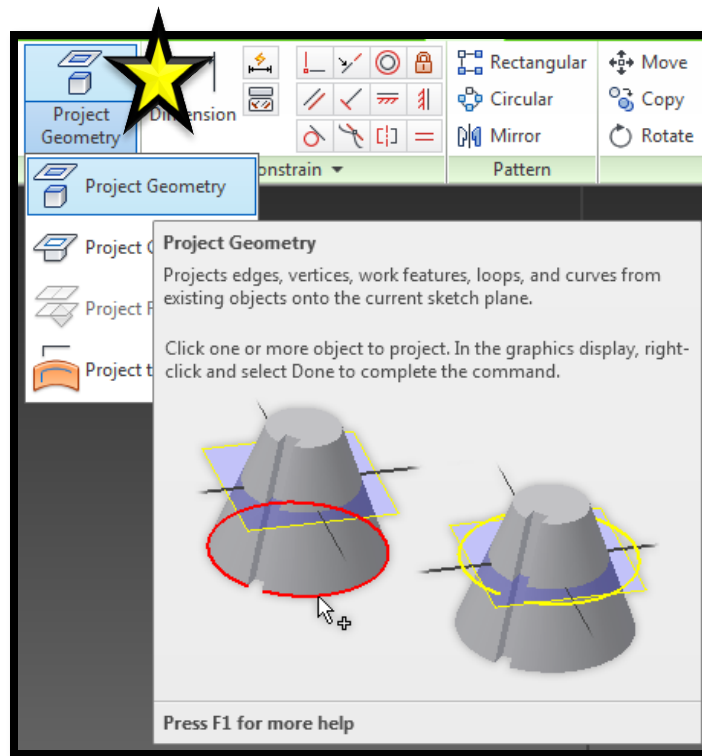 Project
Geometry
Dimension
Rectangular
Circular
Mirror
Move
Copy
Rotate
Pattern
Project Geometry
Project
Project
Project
Project Geometry
Projects edges, vertices, work features, loops, and curves from
existing objects onto the current sketch plane.
Click one or more object to project. In the graphics display, right-
click and select Done to complete the command.
Press F1 for more help